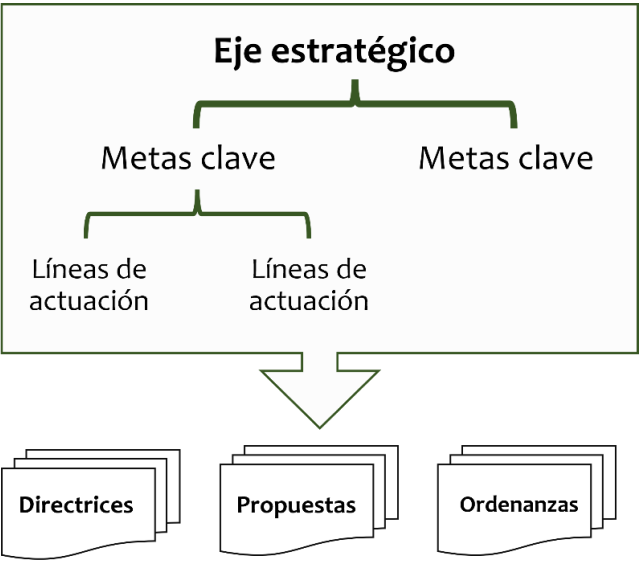 Eje estratégico
Metas clave
Metas clave
Líneas de
actuación
Líneas de
actuación
Directrices
Propuestas
Ordenanzas